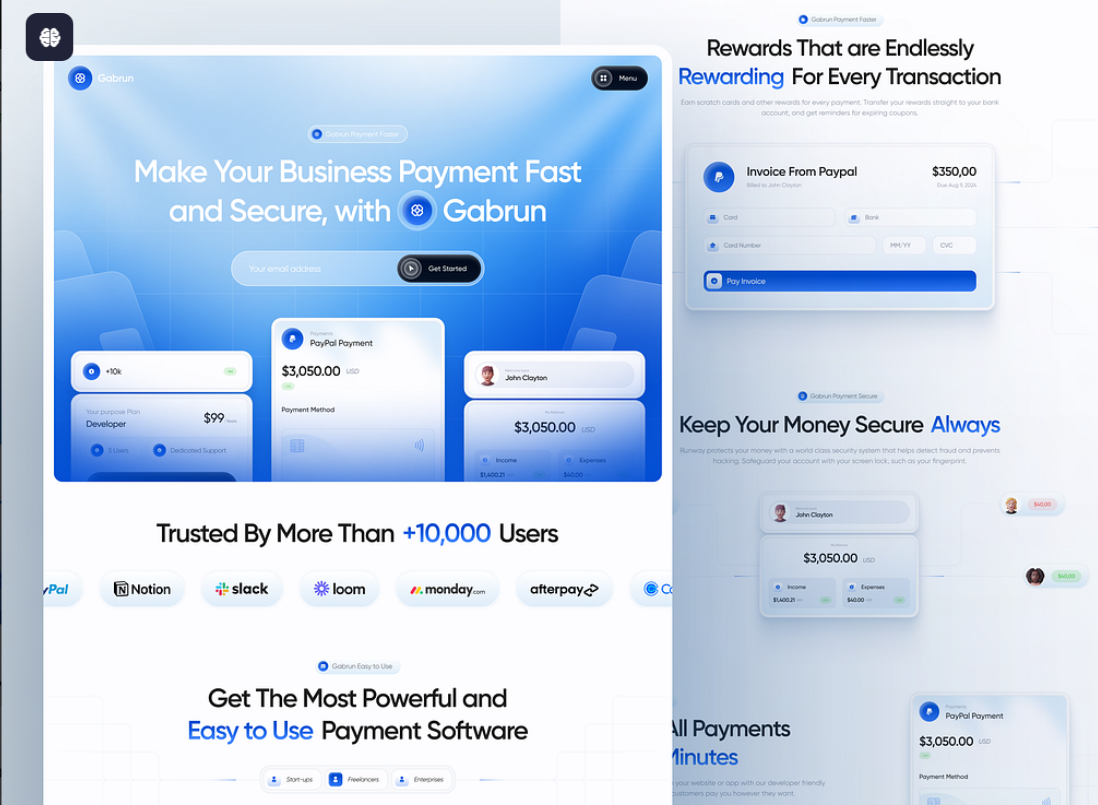 Gabrun
Menu
Gabrun Payment Faster
Make Your Business Payment Fast
and Secure, with Gabrun
Your email address
Get Started
+10k
Your purpose Plan
Developer
$99
5 Users
Dedicated Support
Payments
PayPal Payment
$3,050.00 USD
Payment Method
John Clayton
My Balance
$3,050.00 USD
Income
$1,400.21
Expenses
$40.00
Trusted By More Than +10,000 Users
yPal
Notion
slack
loom
monday.com
afterpay
Co
Gabrun Easy to Use
Get The Most Powerful and
Easy to Use Payment Software
Start-ups
Freelancers
Enterprises
Gabrun Payment Faster
Rewards That are Endlessly
Rewarding For Every Transaction
Earn scratch cards and other rewards for every payment. Transfer your rewards straight to your bank
account, and get reminders for expiring coupons.
Invoice From Paypal
$350,00
Billed to John Clayton
Due Aug 9, 2024
Card
Bank
Card Number
MM/YY
CVC
Pay Invoice
Gabrun Payment Secure
Keep Your Money Secure Always
Runway protects your money with a world class security system that helps detect fraud and prevents
hacking. Safeguard your account with your screen lock, such as your fingerprint.
John Clayton
My Balance
$3,050.00 USD
Income
$1,400.21
Expenses
$40.00
$40,00
$40,00
All Payments
Minutes
your website or app with our developer friendly
customers pay you however they want.
Payments
PayPal Payment
$3,050.00 USD
Payment Method